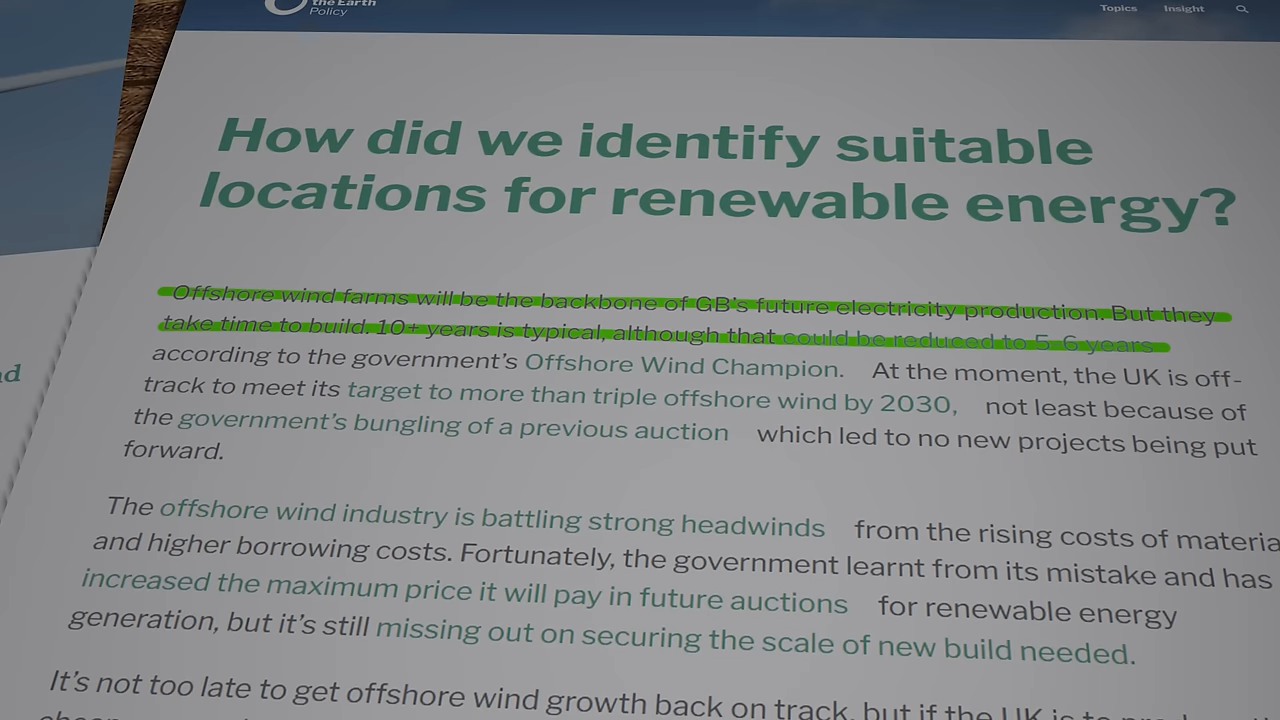 the Earth
Policy
Topics Insight
How did we identify suitable
locations for renewable energy?
Offshore wind farms will be the backbone of GB's future electricity production. But they
take time to build. 10+ years is typical, although that could be reduced to 5-6 years
according to the government's Offshore Wind Champion. At the moment, the UK is off-
track to meet its target to more than triple offshore wind by 2030, not least because of
the government's bungling of a previous auction which led to no new projects being put
forward.
The offshore wind industry is battling strong headwinds from the rising costs of materia
and higher borrowing costs. Fortunately, the government learnt from its mistake and has
increased the maximum price it will pay in future auctions for renewable energy
generation, but it's still missing out on securing the scale of new build needed.
It's not too late to get offshore wind growth back on track, but if the UK is to